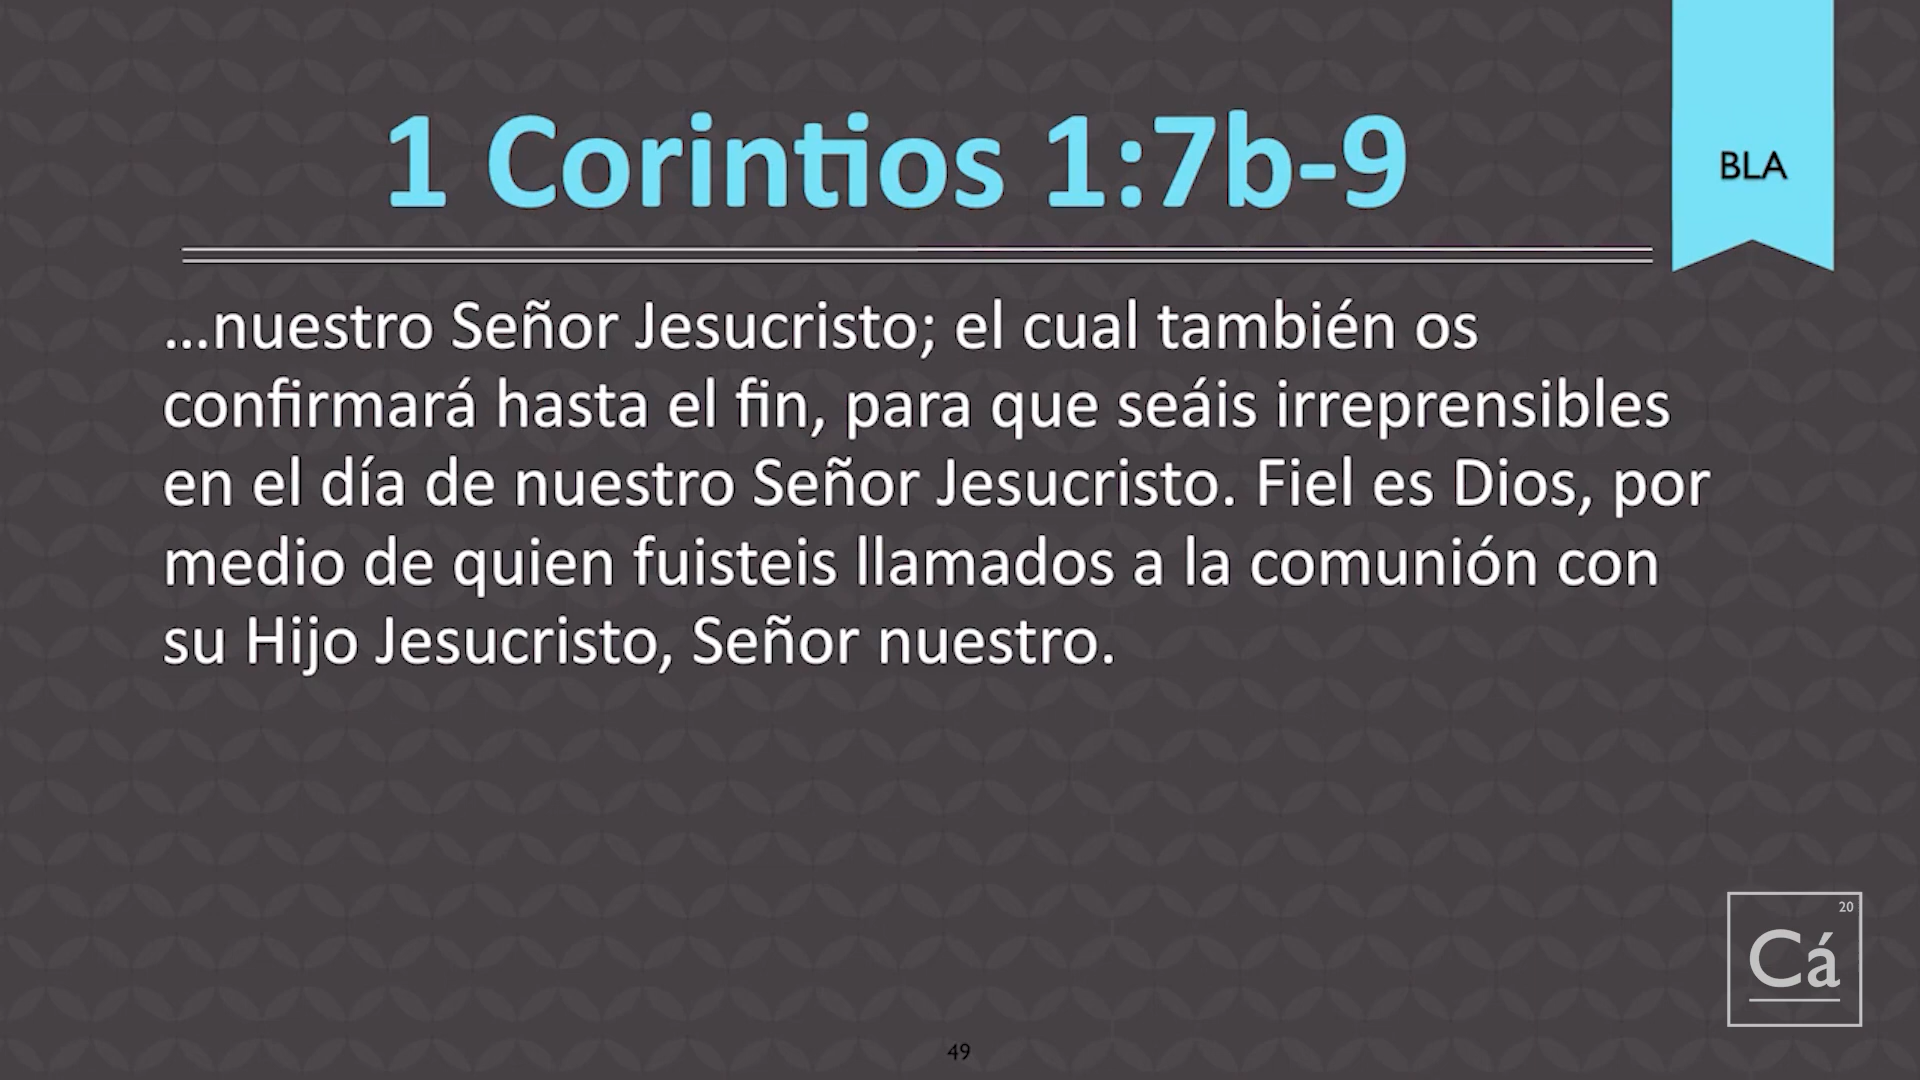 1 Corintios 1:7b-9
BLA
...nuestro Señor Jesucristo; el cual también os
confirmará hasta el fin, para que seáis irreprensibles
en el día de nuestro Señor Jesucristo. Fiel es Dios, por
medio de quien fuisteis llamados a la comunión con
su Hijo Jesucristo, Señor nuestro.
20
Cá
49